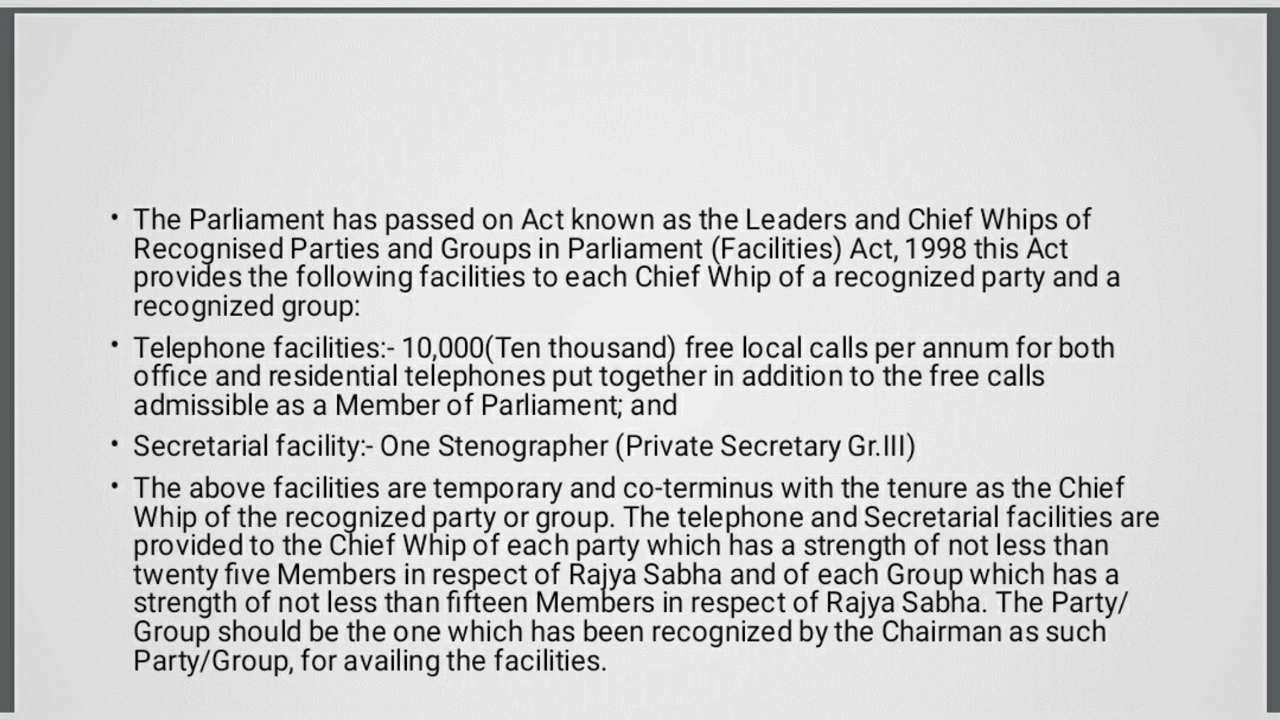 • The Parliament has passed on Act known as the Leaders and Chief Whips of
Recognised Parties and Groups in Parliament (Facilities) Act, 1998 this Act
provides the following facilities to each Chief Whip of a recognized party and a
recognized group:
• Telephone facilities:- 10,000(Ten thousand) free local calls per annum for both
office and residential telephones put together in addition to the free calls
admissible as a Member of Parliament; and
• Secretarial facility:- One Stenographer (Private Secretary Gr.III)
• The above facilities are temporary and co-terminus with the tenure as the Chief
Whip of the recognized party or group. The telephone and Secretarial facilities are
provided to the Chief Whip of each party which has a strength of not less than
twenty five Members in respect of Rajya Sabha and of each Group which has a
strength of not less than fifteen Members in respect of Rajya Sabha. The Party/
Group should be the one which has been recognized by the Chairman as such
Party/Group, for availing the facilities.